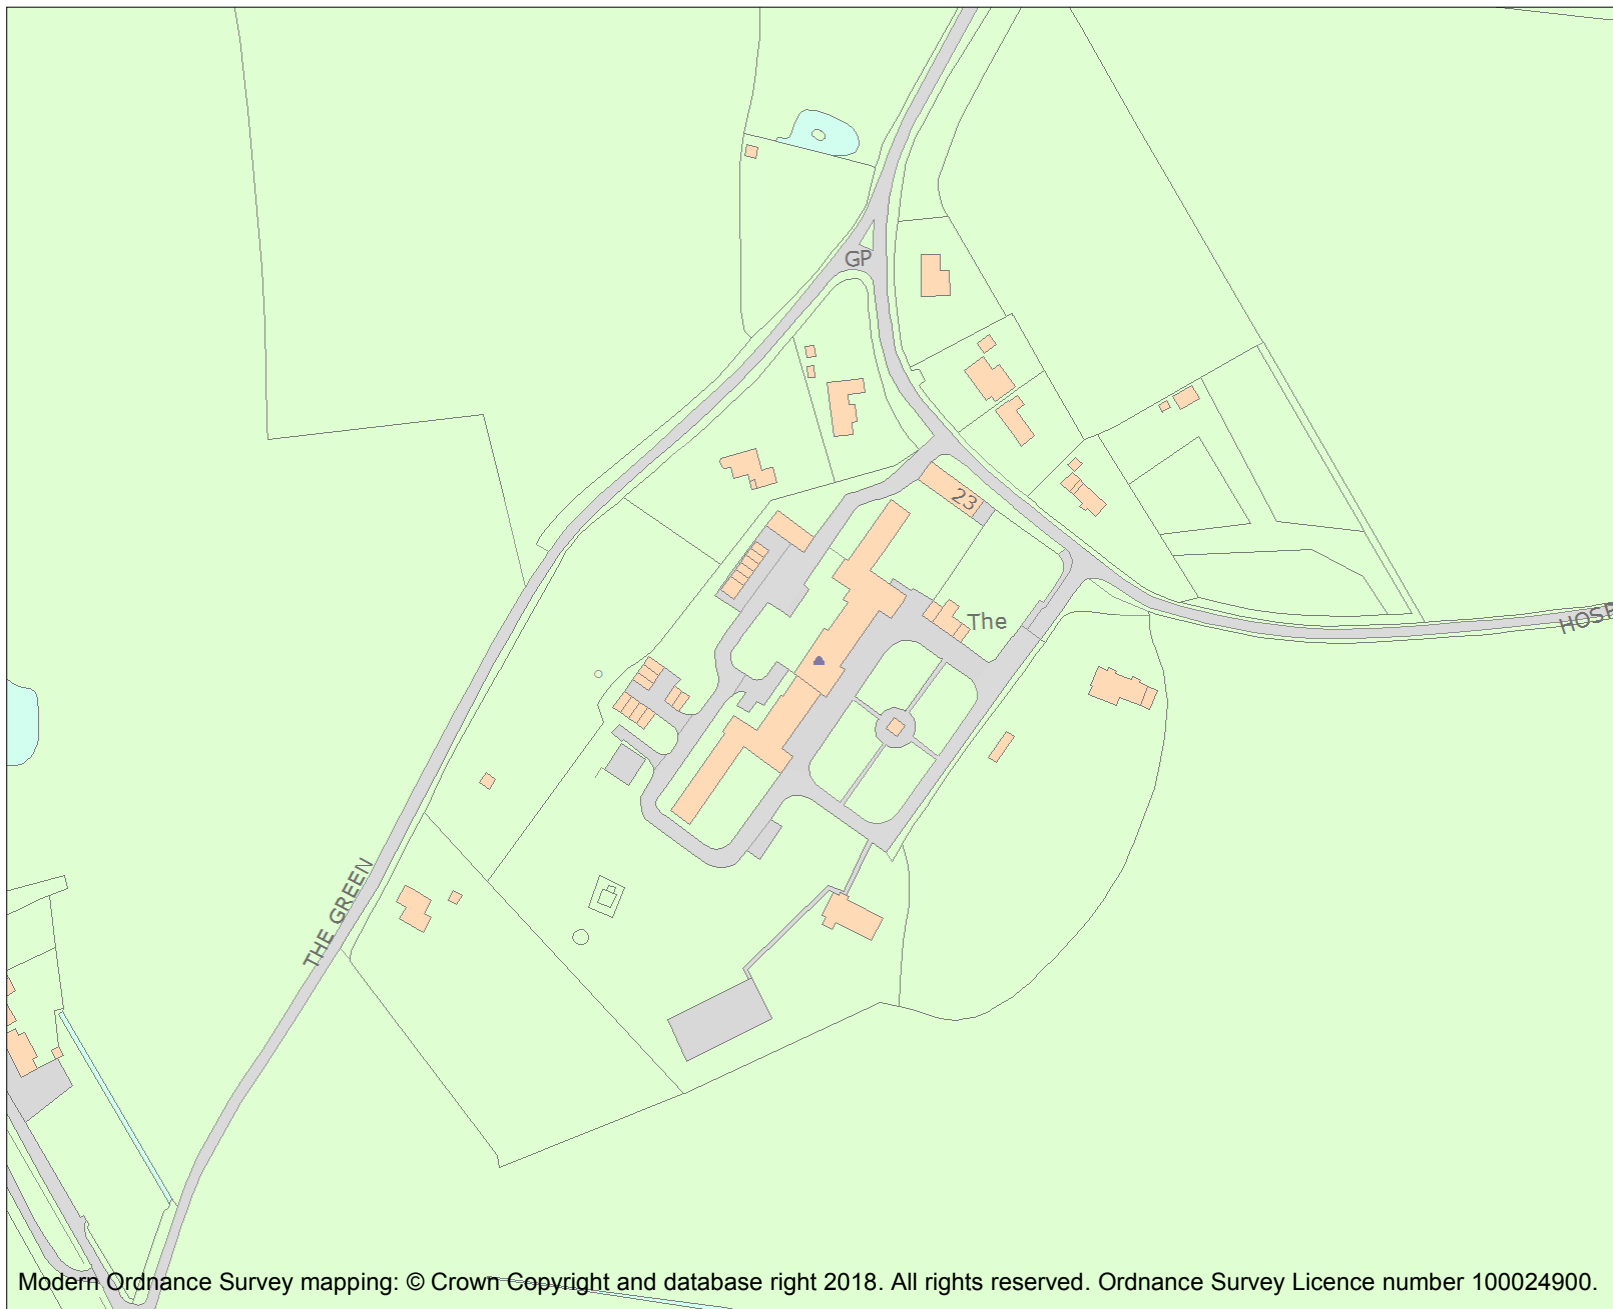 GP
23
The
HOSP
THE GREEN
Modern Ordnance Survey mapping: © Crown Copyright and database right 2018. All rights reserved. Ordnance Survey Licence number 100024900.